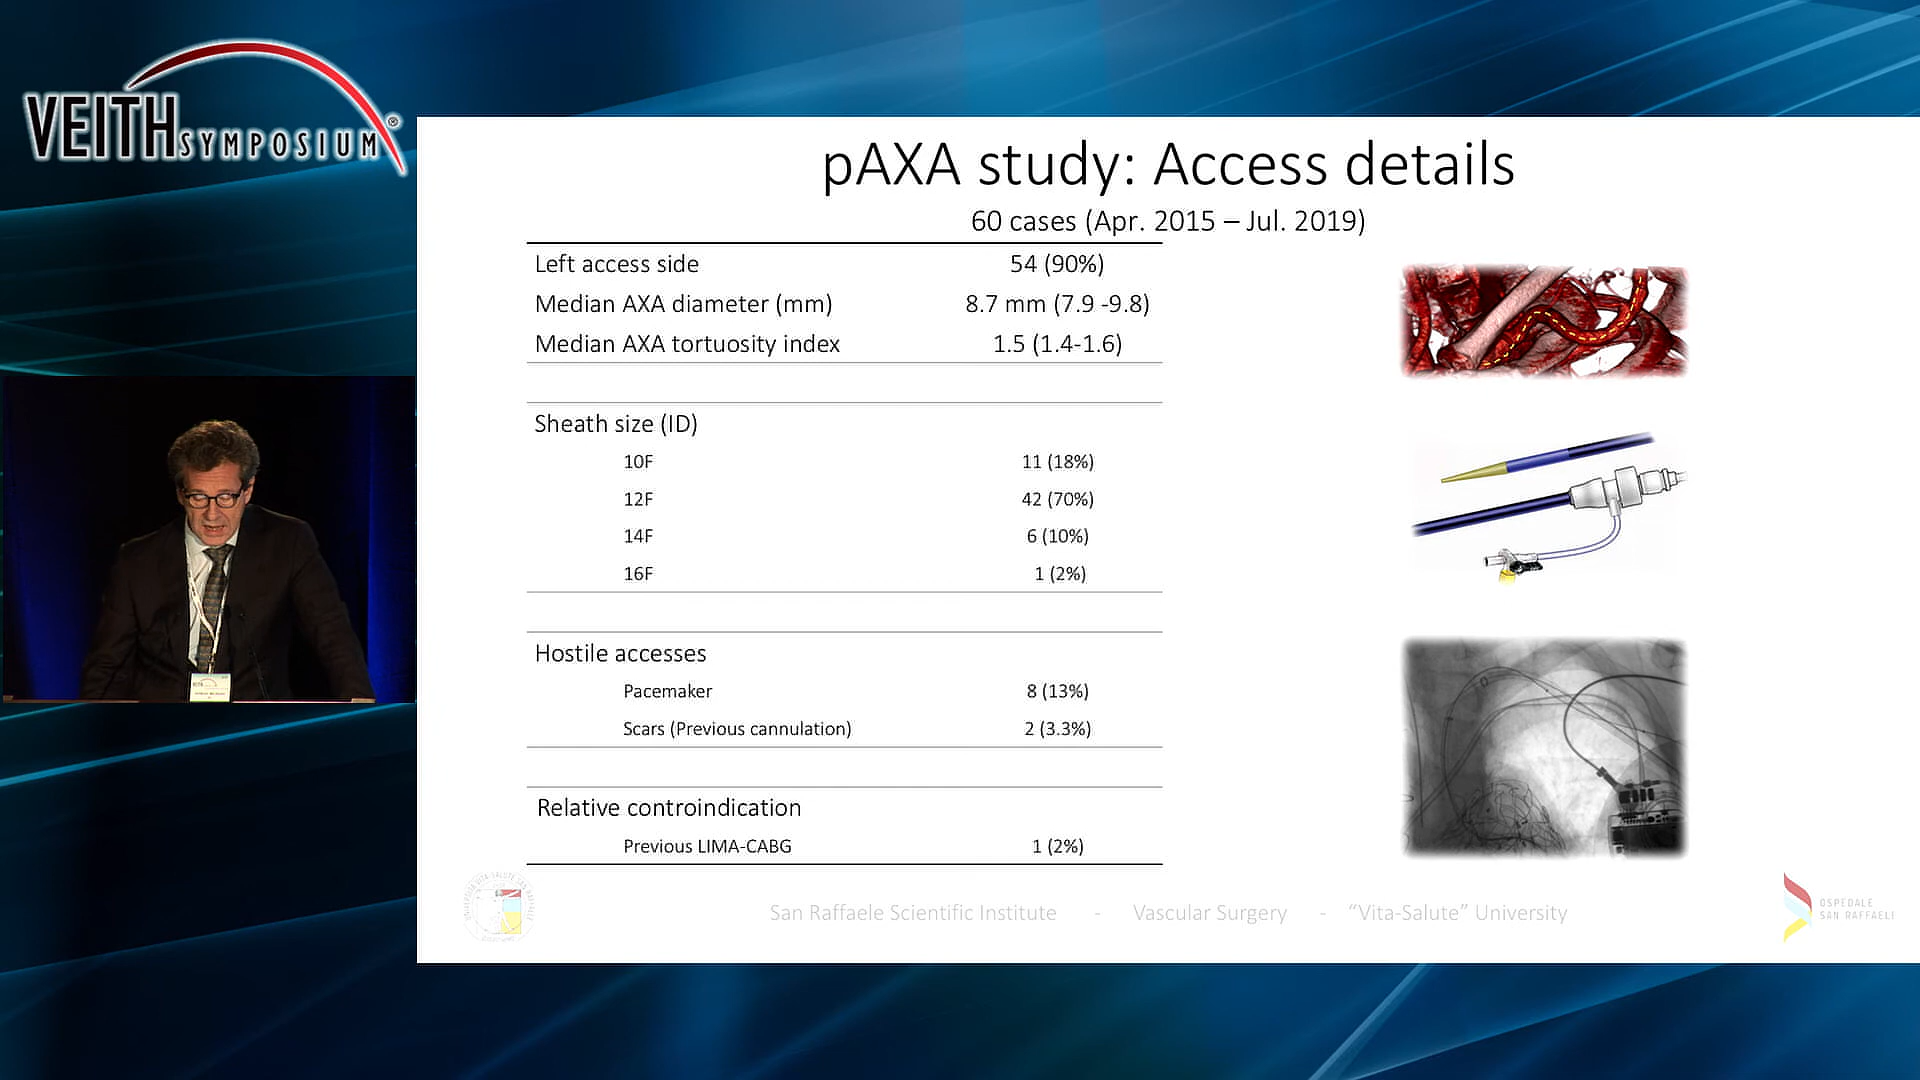 VEITH SYMPOSIUM®
pAXA study: Access details
60 cases (Apr. 2015 – Jul. 2019)
Left access side 54 (90%)
Median AXA diameter (mm) 8.7 mm (7.9 -9.8)
Median AXA tortuosity index 1.5 (1.4-1.6)
Sheath size (ID)
10F 11 (18%)
12F 42 (70%)
14F 6 (10%)
16F 1 (2%)
Hostile accesses
Pacemaker 8 (13%)
Scars (Previous cannulation) 2 (3.3%)
Relative controindication
Previous LIMA-CABG 1 (2%)
San Raffaele Scientific Institute - Vascular Surgery - “Vita-Salute” University
OSPEDALE
SAN RAFFAELE